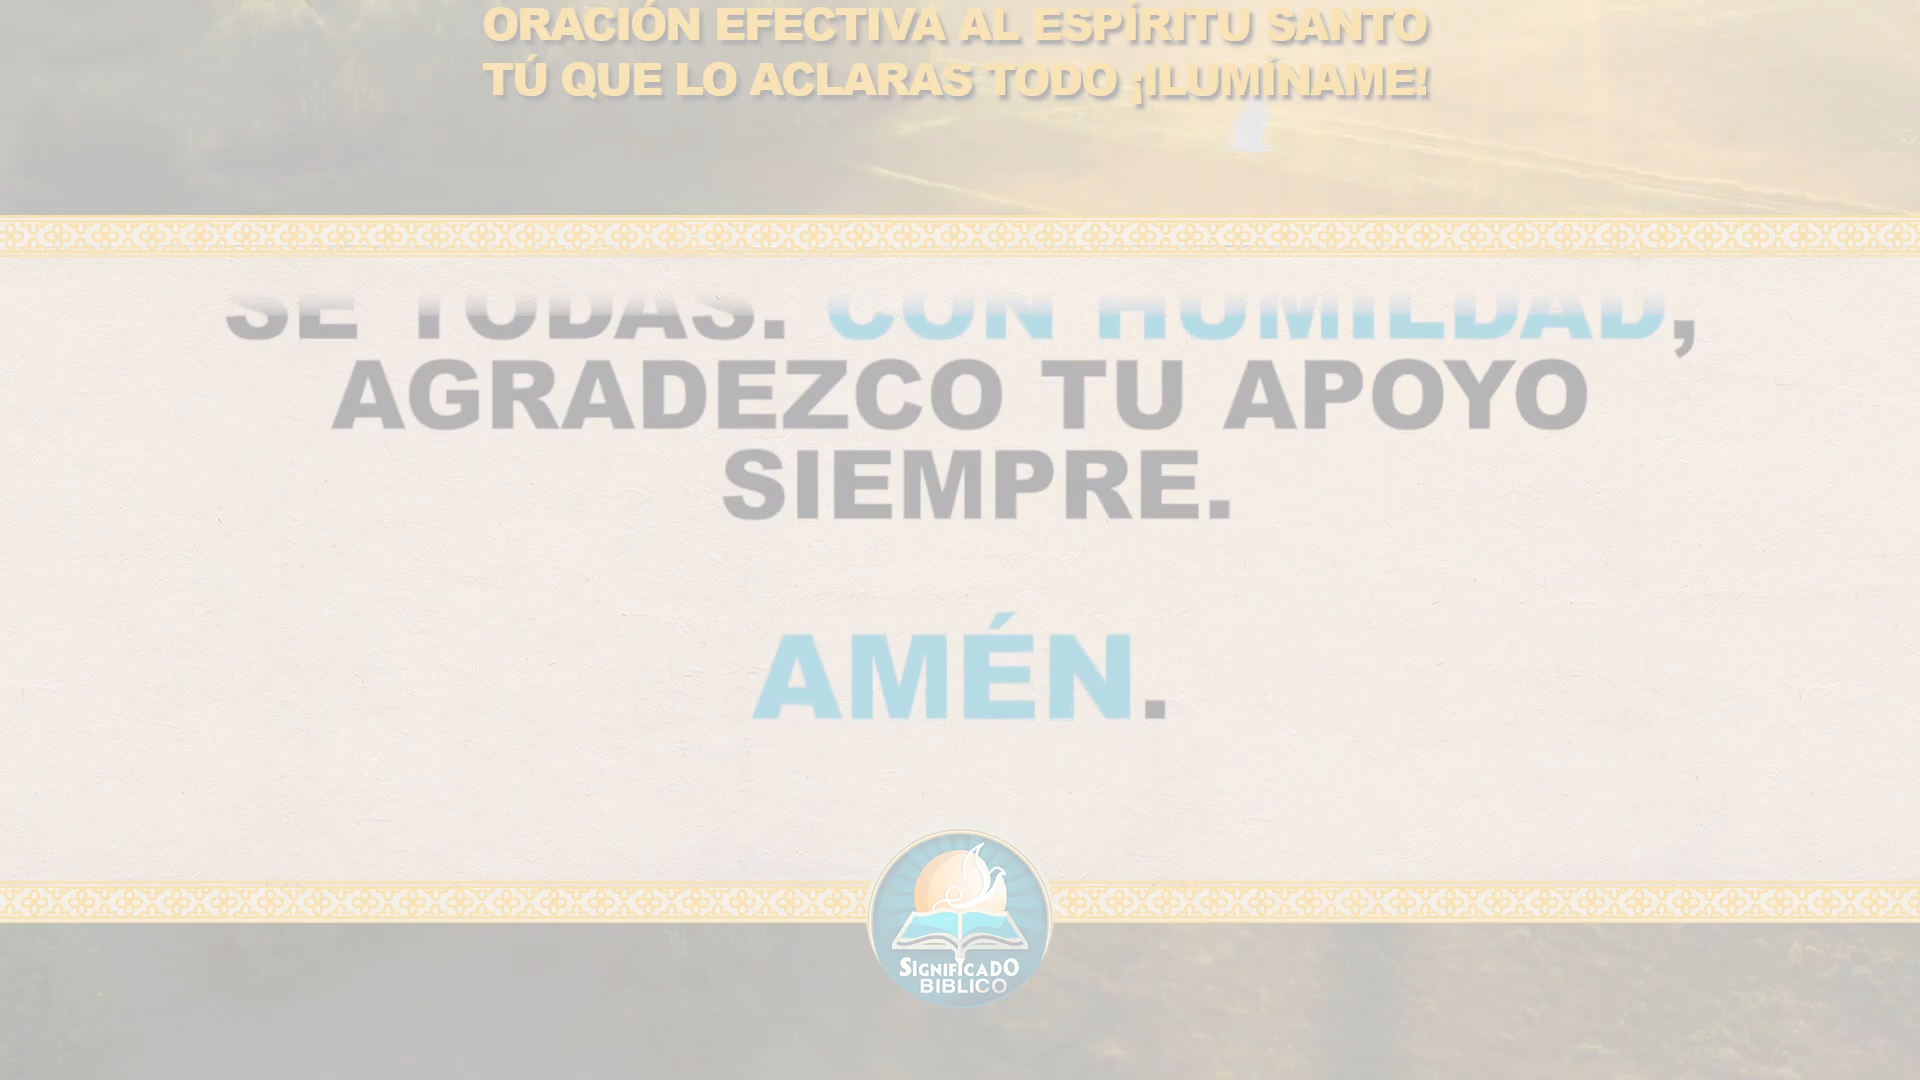 ORACIÓN EFECTIVA AL ESPÍRITU SANTO
TÚ QUE LO ACLARAS TODO ¡ILUMÍNAME!
SE TODAS. CON HUMILDAD,
AGRADEZCO TU APOYO
SIEMPRE.
AMÉN.
SIGNIFICADO
BIBLICO